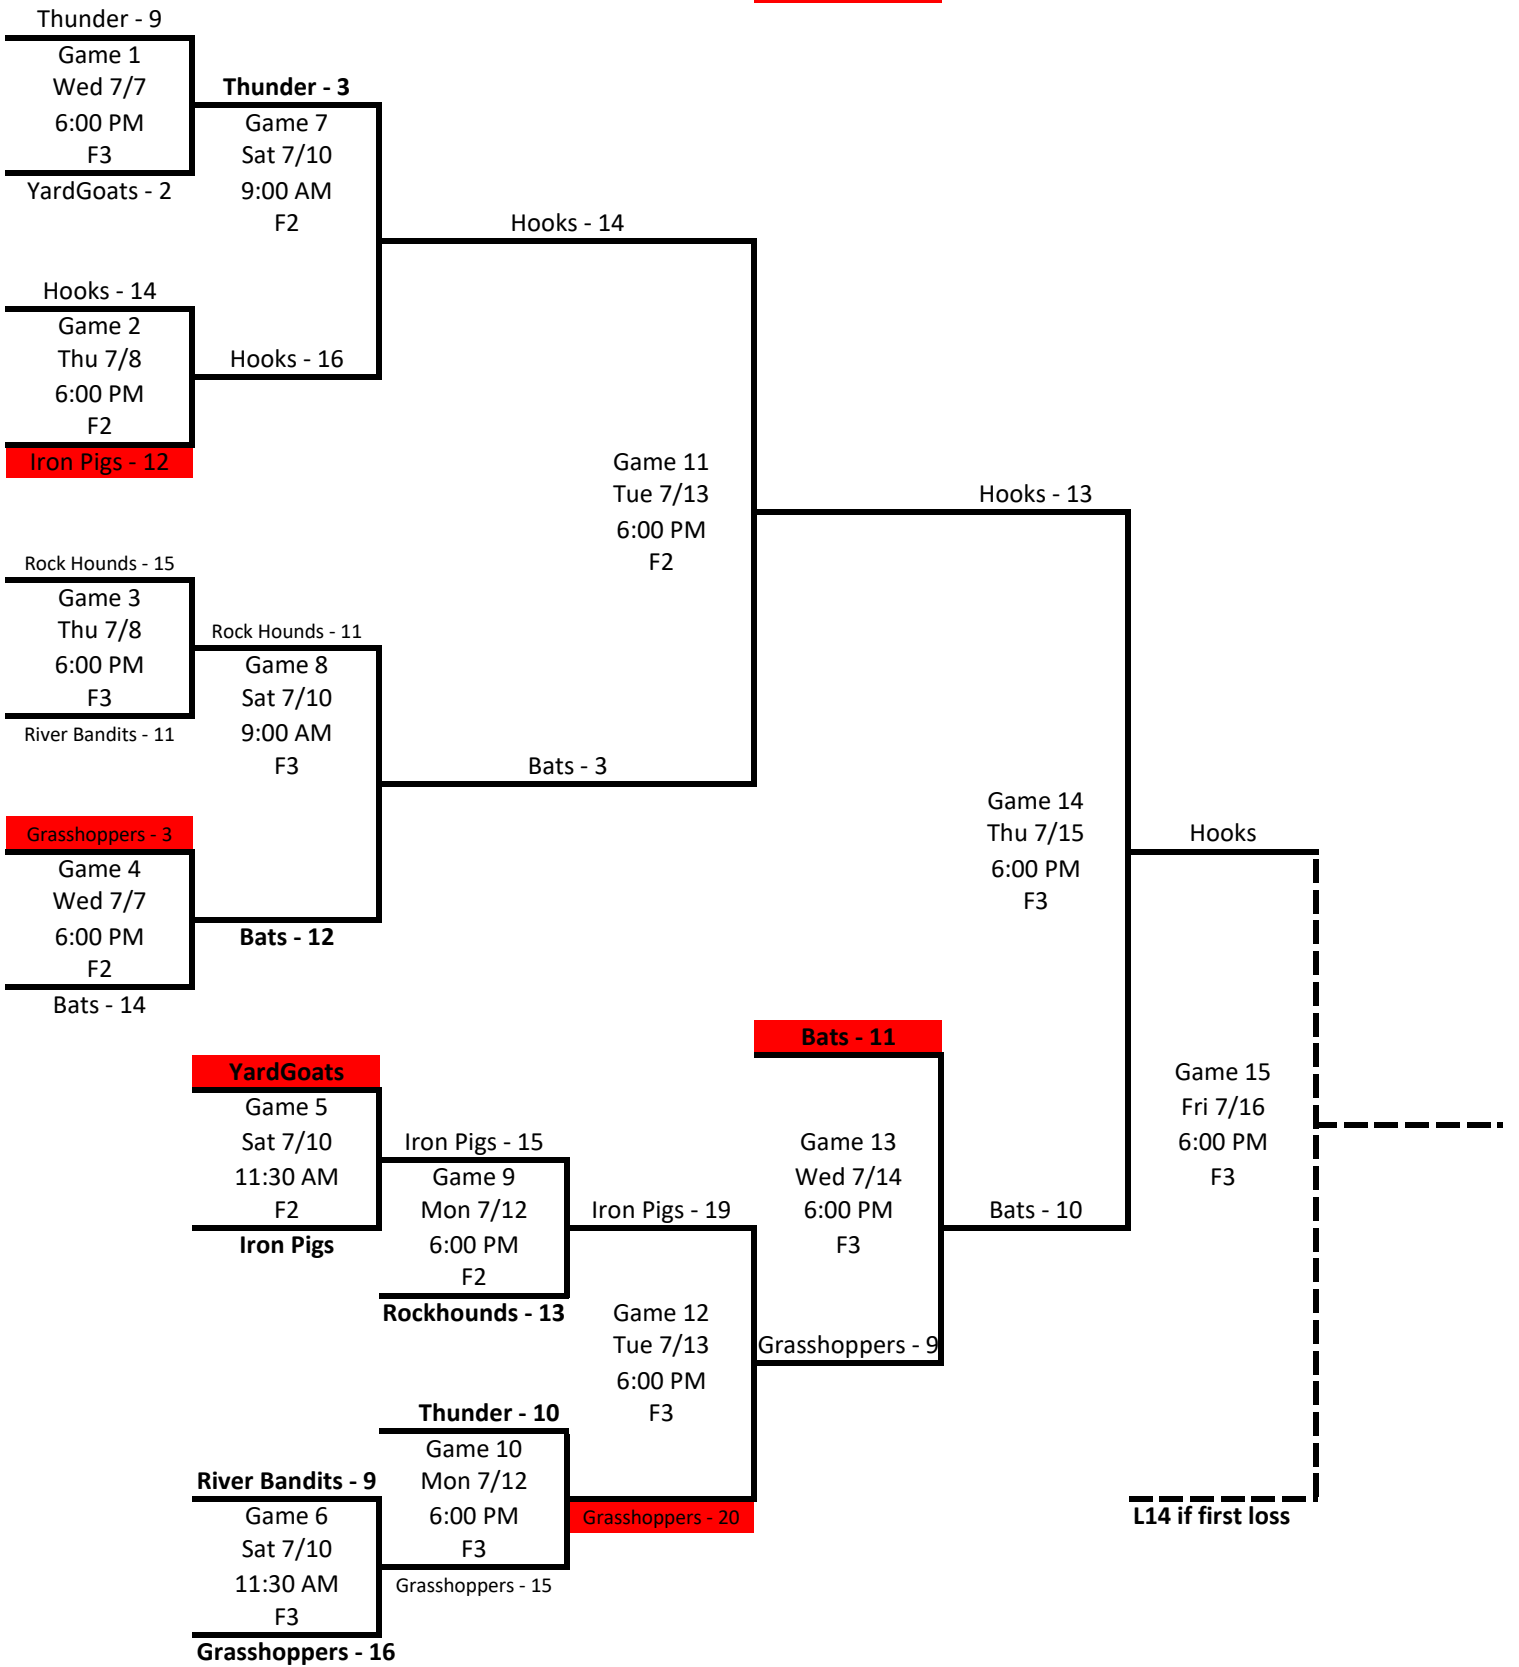 Thunder - 9
Game 1
Wed 7/7
6:00 PM
F3
YardGoats - 2
Thunder - 3
Game 7
Sat 7/10
9:00 AM
F2
Hooks - 14
Hooks - 14
Game 2
Thu 7/8
6:00 PM
F2
Iron Pigs - 12
Hooks - 16
Game 11
Tue 7/13
6:00 PM
F2
Hooks - 13
Rock Hounds - 15
Game 3
Thu 7/8
6:00 PM
F3
River Bandits - 11
Rock Hounds - 11
Game 8
Sat 7/10
9:00 AM
F3
Bats - 3
Grasshoppers - 3
Game 4
Wed 7/7
6:00 PM
F2
Bats - 14
Bats - 12
Game 14
Thu 7/15
6:00 PM
F3
Hooks
YardGoats
Game 5
Sat 7/10
11:30 AM
F2
Iron Pigs
Iron Pigs - 15
Game 9
Mon 7/12
6:00 PM
F2
Rockhounds - 13
Iron Pigs - 19
Game 12
Tue 7/13
6:00 PM
F3
Bats - 11
Game 13
Wed 7/14
6:00 PM
F3
Grasshoppers - 9
Bats - 10
Game 15
Fri 7/16
6:00 PM
F3
Thunder - 10
Game 10
Mon 7/12
6:00 PM
F3
Grasshoppers - 15
Grasshoppers - 20
River Bandits - 9
Game 6
Sat 7/10
11:30 AM
F3
Grasshoppers - 16
L14 if first loss